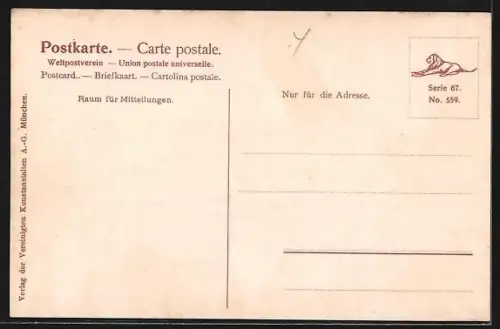 Postkarte. — Carte postale.
Weltpostverein — Union postale universelle.
Postcard.. — Briefkaart. — Cartolina postale.
Raum für Mitteilungen.
Nur für die Adresse.
Serie 67.
No. 559.
Verlag der Vereinigten Kunstanstalten A.-G. München.